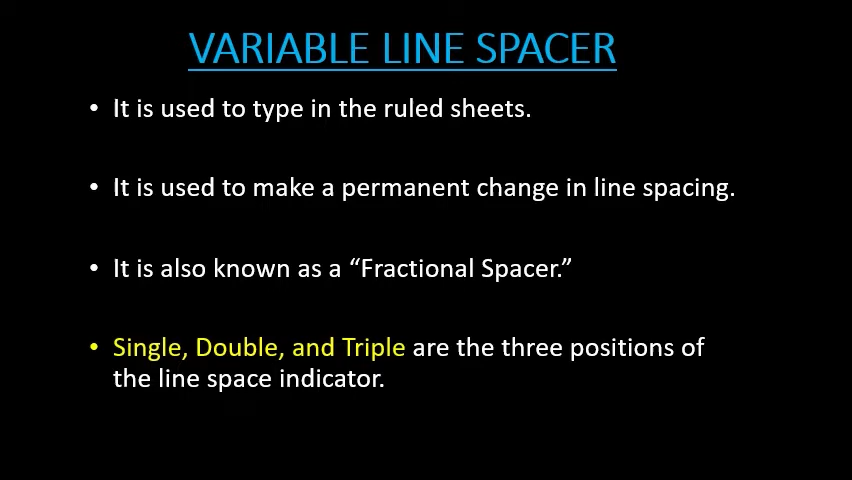 VARIABLE LINE SPACER
• It is used to type in the ruled sheets.
• It is used to make a permanent change in line spacing.
• It is also known as a “Fractional Spacer.”
• Single, Double, and Triple are the three positions of
the line space indicator.